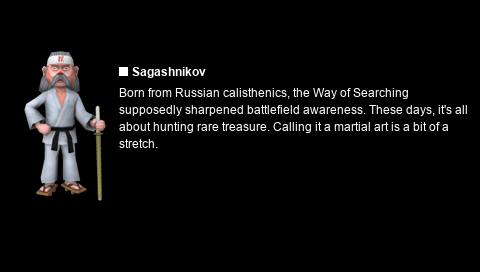 Sagashnikov
Born from Russian calisthenics, the Way of Searching
supposedly sharpened battlefield awareness. These days, it's all
about hunting rare treasure. Calling it a martial art is a bit of a
stretch.